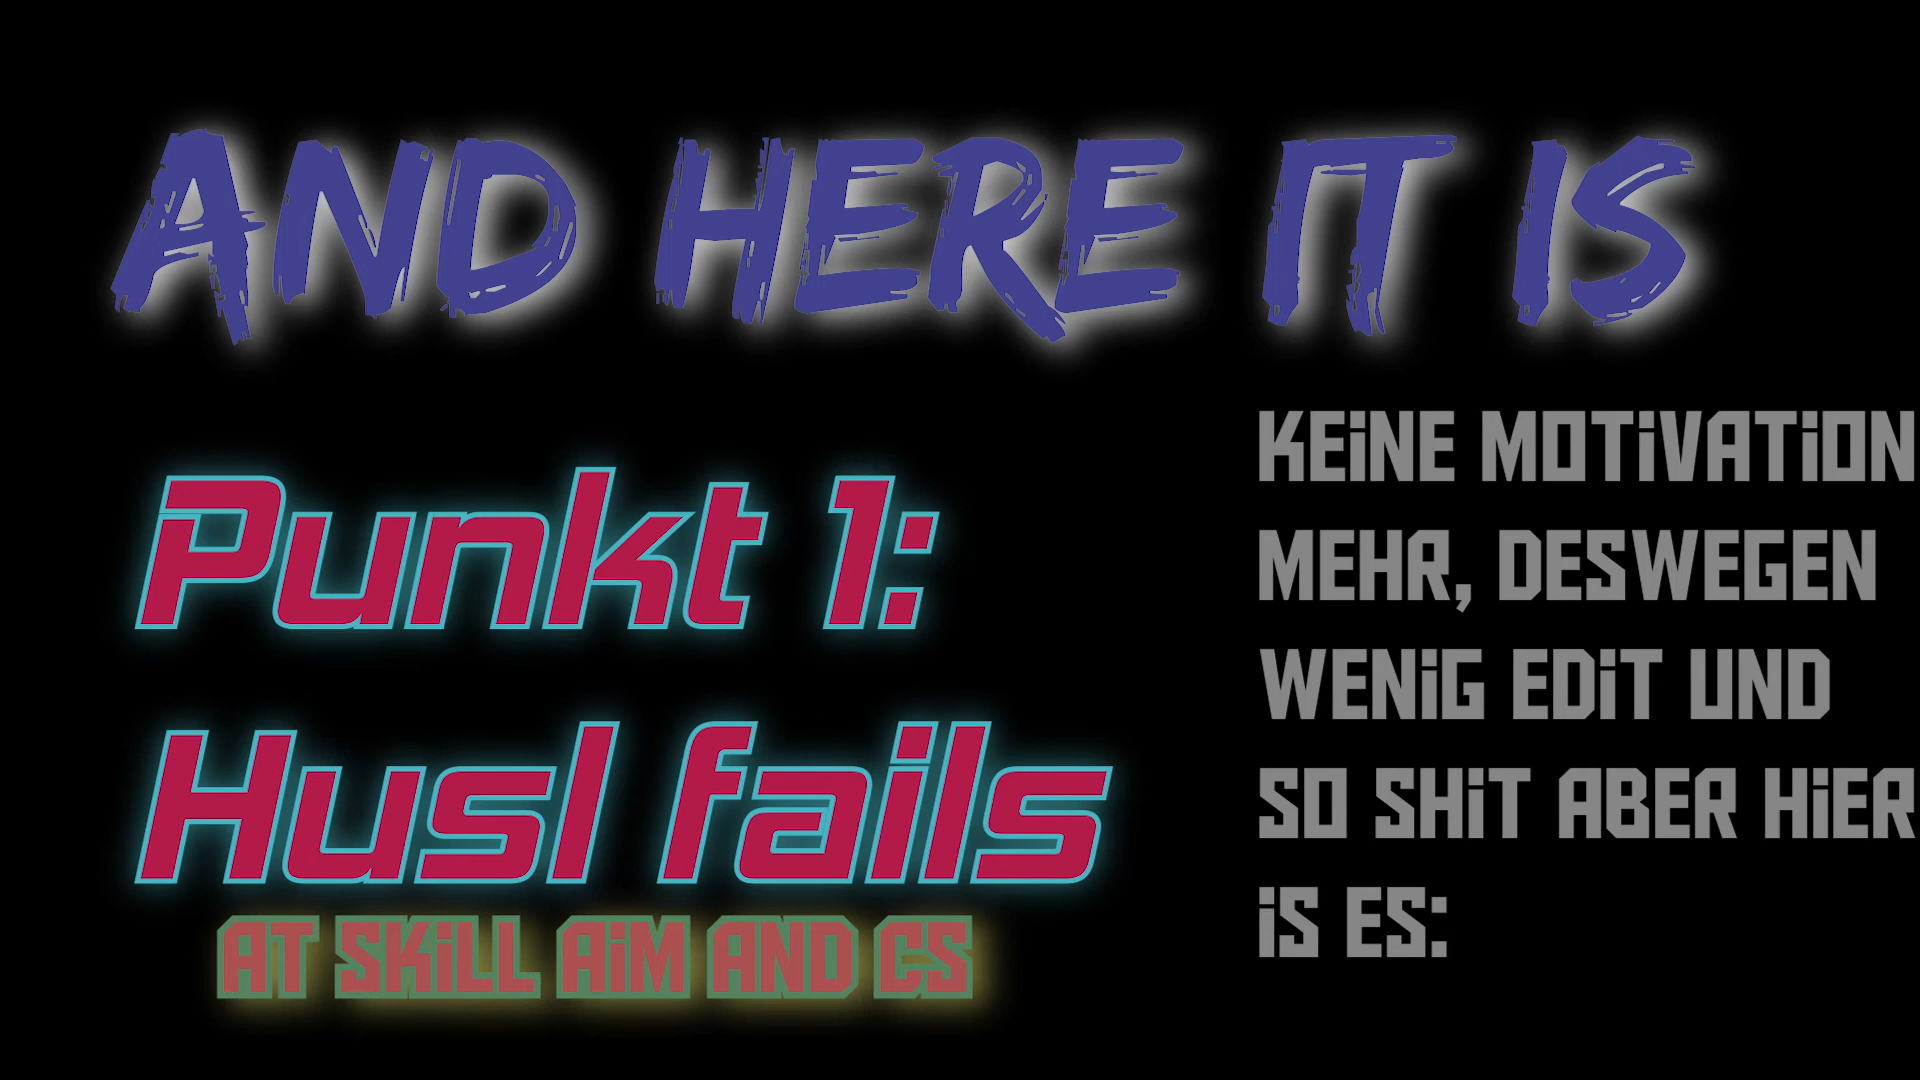 AND HERE IT IS
Punkt 1:
Husl fails
AT SKiLL AiM AND CS
KEiNE MOTiVATiON
MEHR, DESWEGEN
WENiG EDiT UND
SO SHiT ABER HiER
iS ES: